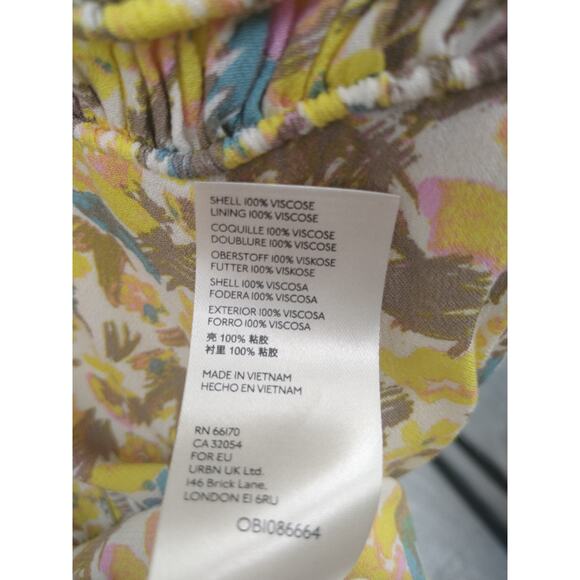 SHELL 100% VISCOSE
LINING 100% VISCOSE
COQUILLE 100% VISCOSE
DOUBLURE 100% VISCOSE
OBERSTOFF 100% VISKOSE
FUTTER 100% VISKOSE
SHELL 100% VISCOSA
FODERA 100% VISCOSA
EXTERIOR 100% VISCOSA
FORRO 100% VISCOSA
壳 100% 粘胶
衬里 100% 粘胶
MADE IN VIETNAM
HECHO EN VIETNAM
RN 66170
CA 32054
FOR EU
URBN UK Ltd.
146 Brick Lane,
LONDON E1 6RU
OB1086664